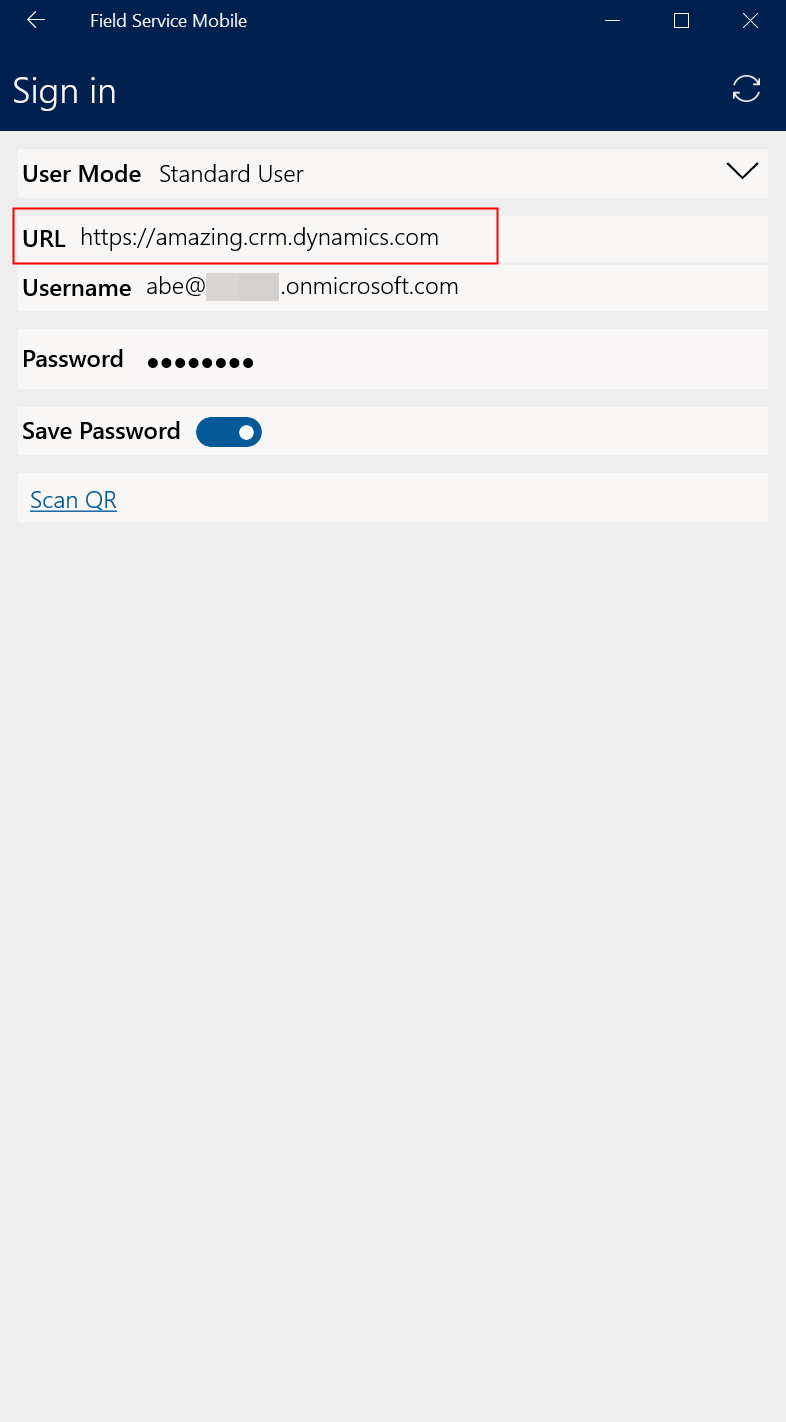 Field Service Mobile
Sign in
User Mode Standard User
URL https://amazing.crm.dynamics.com
Username abe@ .onmicrosoft.com
Password ●●●●●●●●
Save Password
Scan QR